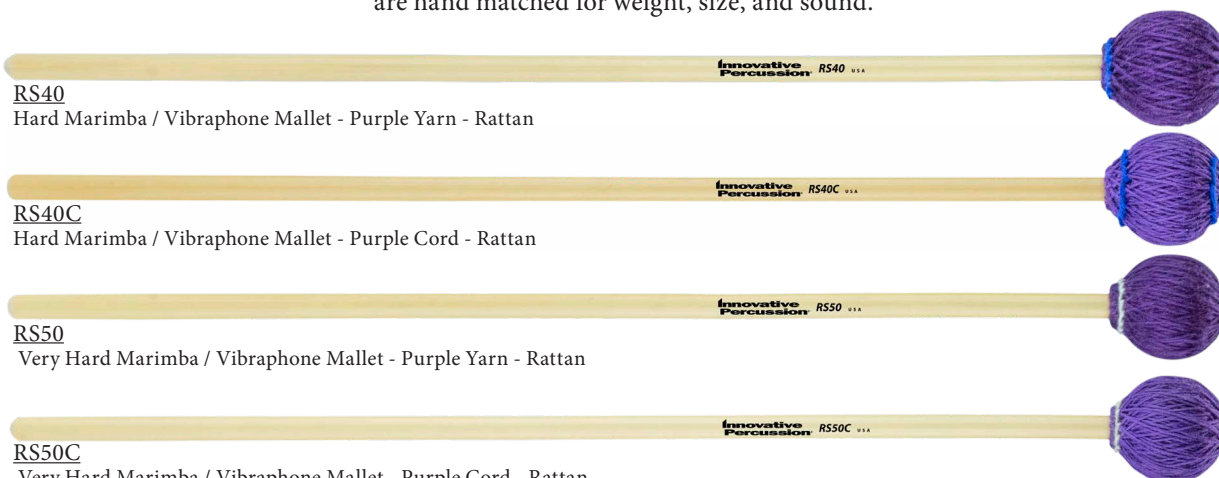 are hand matched for weight, size, and sound.
Innovative
Percussion RS40 USA
RS40
Hard Marimba / Vibraphone Mallet - Purple Yarn - Rattan
Innovative
Percussion RS40C USA
RS40C
Hard Marimba / Vibraphone Mallet - Purple Cord - Rattan
Innovative
Percussion RS50 USA
RS50
Very Hard Marimba / Vibraphone Mallet - Purple Yarn - Rattan
Innovative
Percussion RS50C USA
RS50C
Very Hard Marimba / Vibraphone Mallet - Purple Cord - Rattan